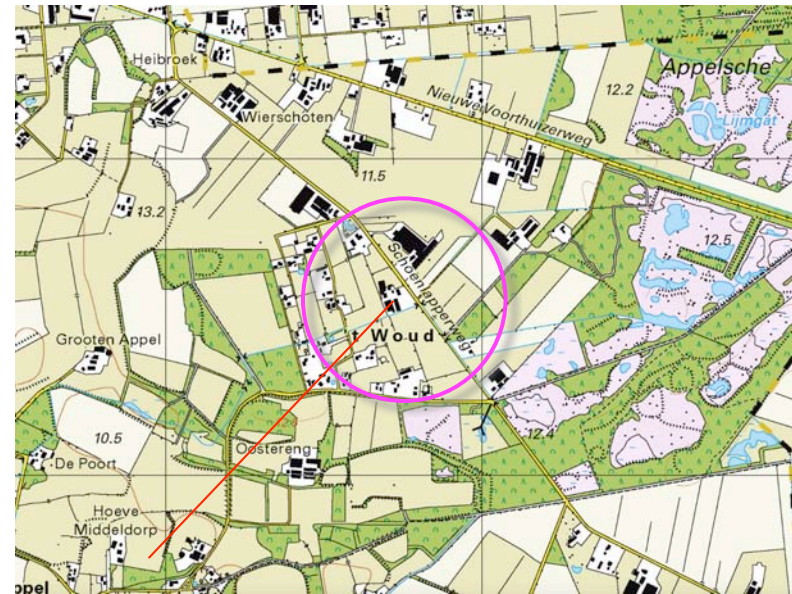 't Heibroek
Appelsche
12.2
Lijmgat
Nieuwe Voorthuizerweg
Wierschoten
11.5
13.2
12.5
Schoenlapperweg
Grooten Appel
't Woud
10.5
Oostereng
12.4
De Poort
Hoeve
Middeldorp
ppel